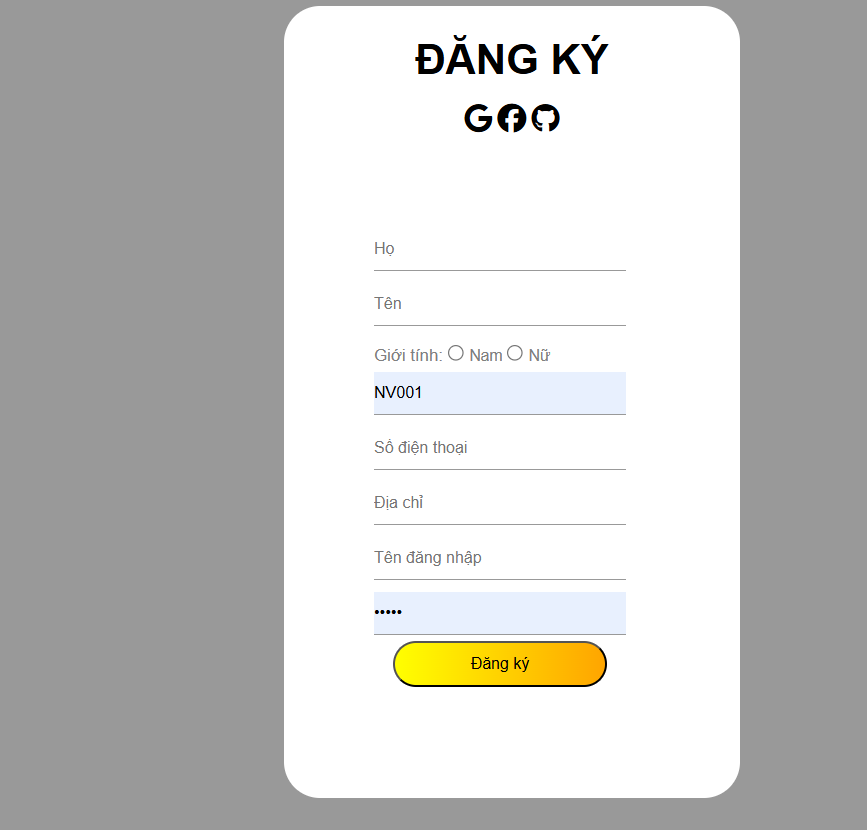 ĐĂNG KÝ
Họ
Tên
Giới tính: Nam Nữ
NV001
Số điện thoại
Địa chỉ
Tên đăng nhập
•••••
Đăng ký